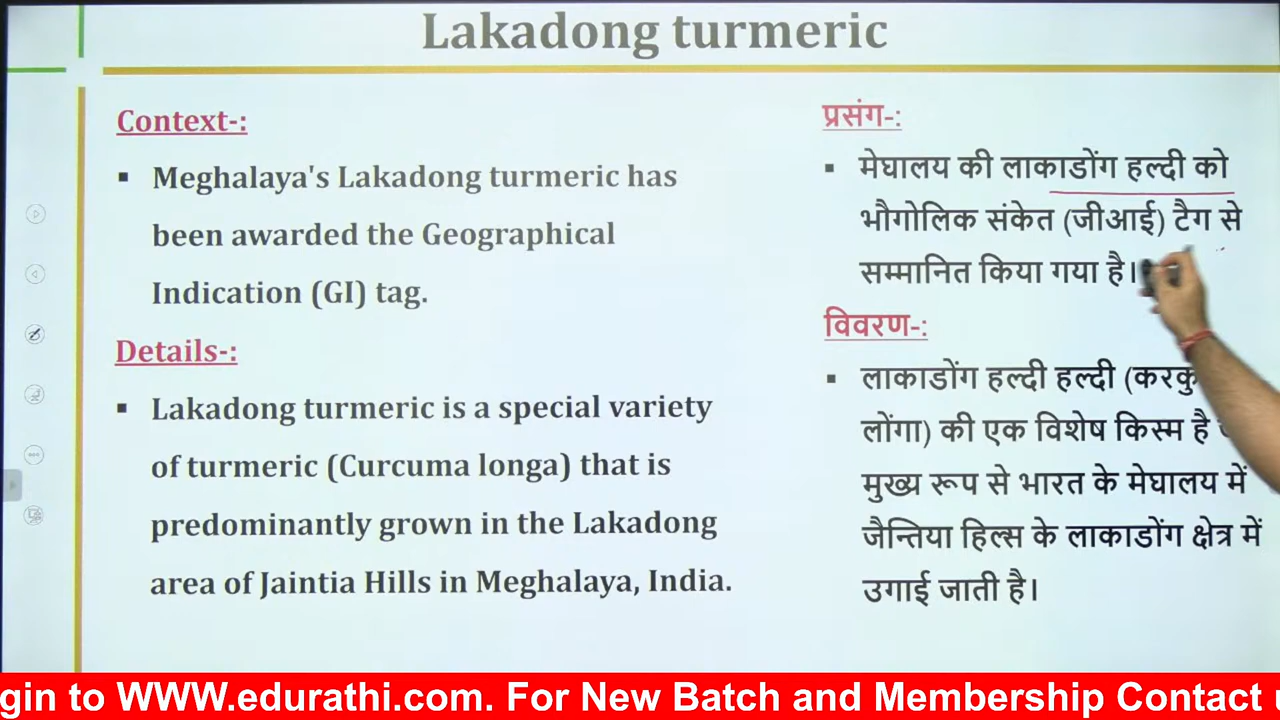 Lakadong turmeric
Context-:
▪ Meghalaya's Lakadong turmeric has
been awarded the Geographical
Indication (GI) tag.
Details-:
▪ Lakadong turmeric is a special variety
of turmeric (Curcuma longa) that is
predominantly grown in the Lakadong
area of Jaintia Hills in Meghalaya, India.
प्रसंग-:
▪ मेघालय की लाकाडोंग हल्दी को
भौगोलिक संकेत (जीआई) टैग से
सम्मानित किया गया है।
विवरण-:
▪ लाकाडोंग हल्दी हल्दी
लोंगा) की एक विशेष किस्म है
मुख्य रूप से भारत के मेघालय में
जैन्तिया हिल्स के लाकाडोंग क्षेत्र में
उगाई जाती है।
to WWW.edurathi.com. For New Batch and Membership Contact